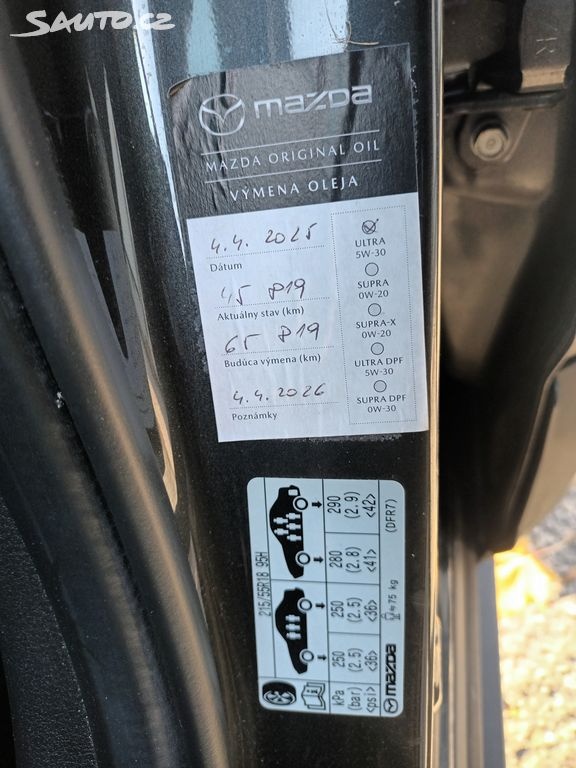 SAUTO.CZ
mazda
MAZDA ORIGINAL OIL
VÝMENA OLEJA
4.4. 2025
Dátum
45 819
Aktuálny stav (km)
65 819
Budúca výmena (km)
4.4. 2026
Poznámky
ULTRA
5W-30
SUPRA
0W-20
SUPRA-X
0W-20
ULTRA DPF
5W-30
SUPRA DPF
0W-30
R
215/55R18 95H
kPa 250 250 280 290
(bar) (2.5) (2.5) (2.8) (2.9)
<psi> <36> <36> <41> <42>
mazda ≈75 kg (DFR7)